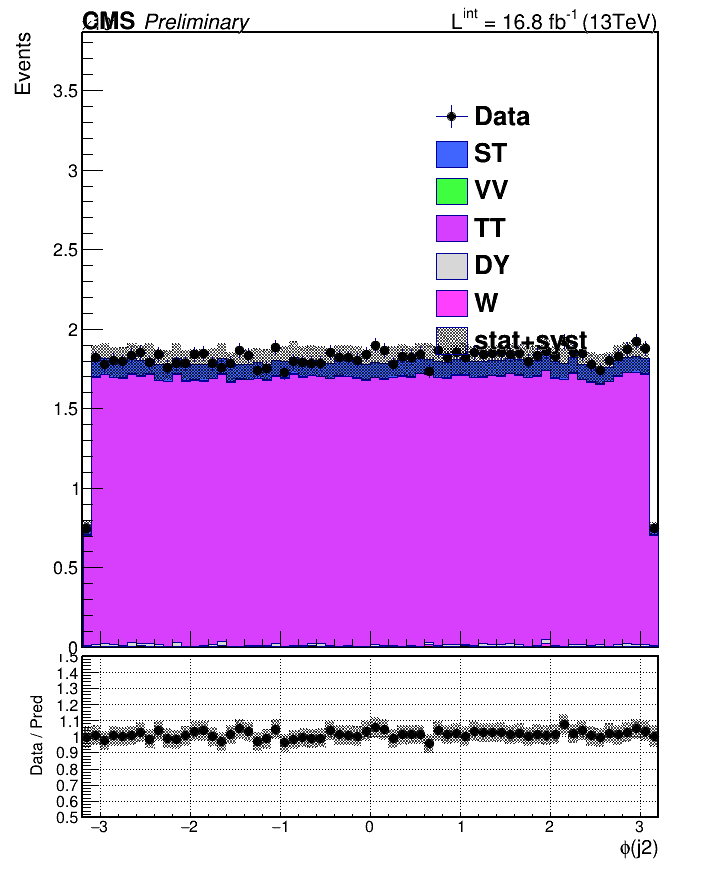 CMS Preliminary
L^int = 16.8 fb^-1 (13TeV)
Events
3.5
3
2.5
2
1.5
1
0.5
0
Data
ST
VV
TT
DY
W
stat+syst
Data / Pred
1.5
1.4
1.3
1.2
1.1
1
0.9
0.8
0.7
0.6
0.5
−3 −2 −1 0 1 2 3
ϕ(j2)